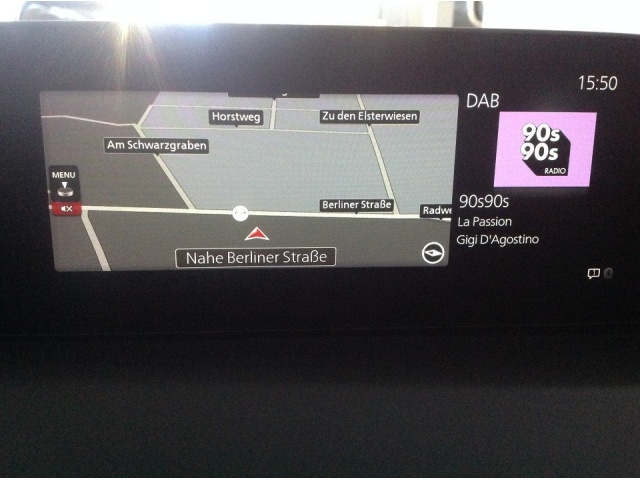 15:50
DAB
Horstweg
Zu den Elsterwiesen
Am Schwarzgraben
MENU
Berliner Straße
Radwe
Nahe Berliner Straße
90s
90s
RADIO
90s90s
La Passion
Gigi D'Agostino